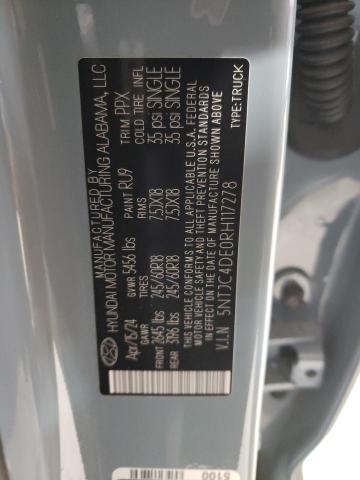 MANUFACTURED BY
HYUNDAI MOTOR MANUFACTURING ALABAMA, LLC
Apr/15/24 GVWR 5456 lbs PAINT RU9 TRIM PPX
GAWR TIRES RIMS COLD TIRE INFL
FRONT 2645 lbs 245/60R18 7.5JX18 35 psi SINGLE
REAR 3196 lbs 245/60R18 7.5JX18 35 psi SINGLE
THIS VEHICLE CONFORMS TO ALL APPLICABLE U.S.A. FEDERAL
MOTOR VEHICLE SAFETY AND THEFT PREVENTION STANDARDS
IN EFFECT ON THE DATE OF MANUFACTURE SHOWN ABOVE.
V.I.N 5NTJC4DE0RH117278 TYPE:TRUCK
5100